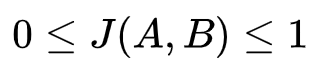 0 ≤ J(A, B) ≤ 1